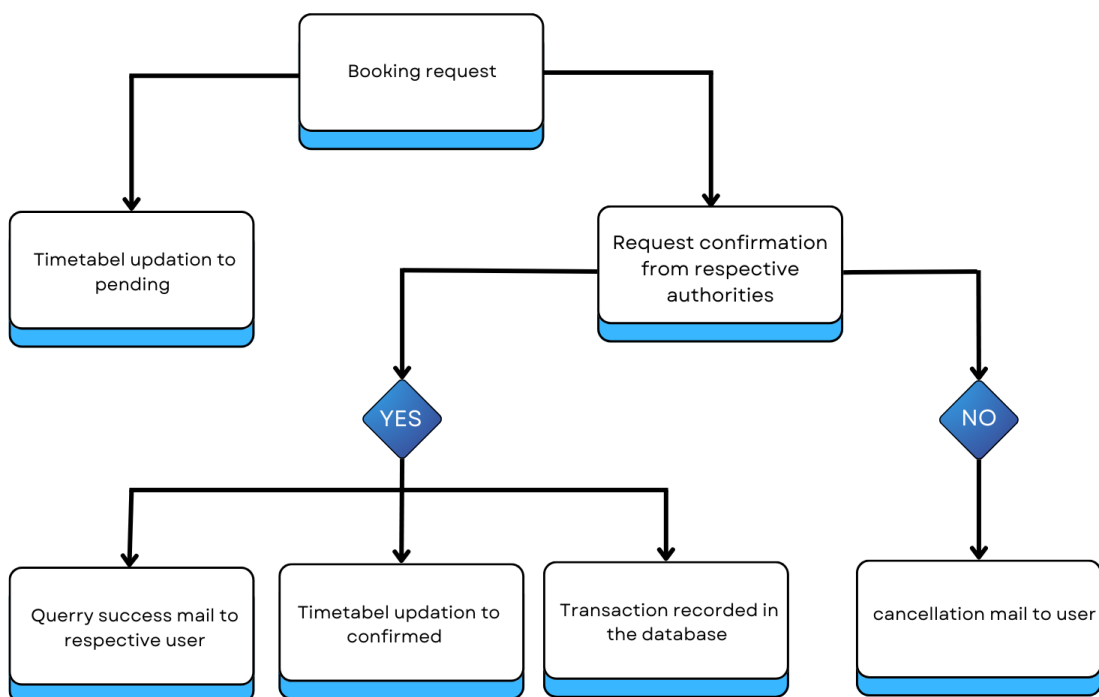 Booking request
Timetabel updation to
pending
Request confirmation
from respective
authorities
YES
NO
Querry success mail to
respective user
Timetabel updation to
confirmed
Transaction recorded in
the database
cancellation mail to user